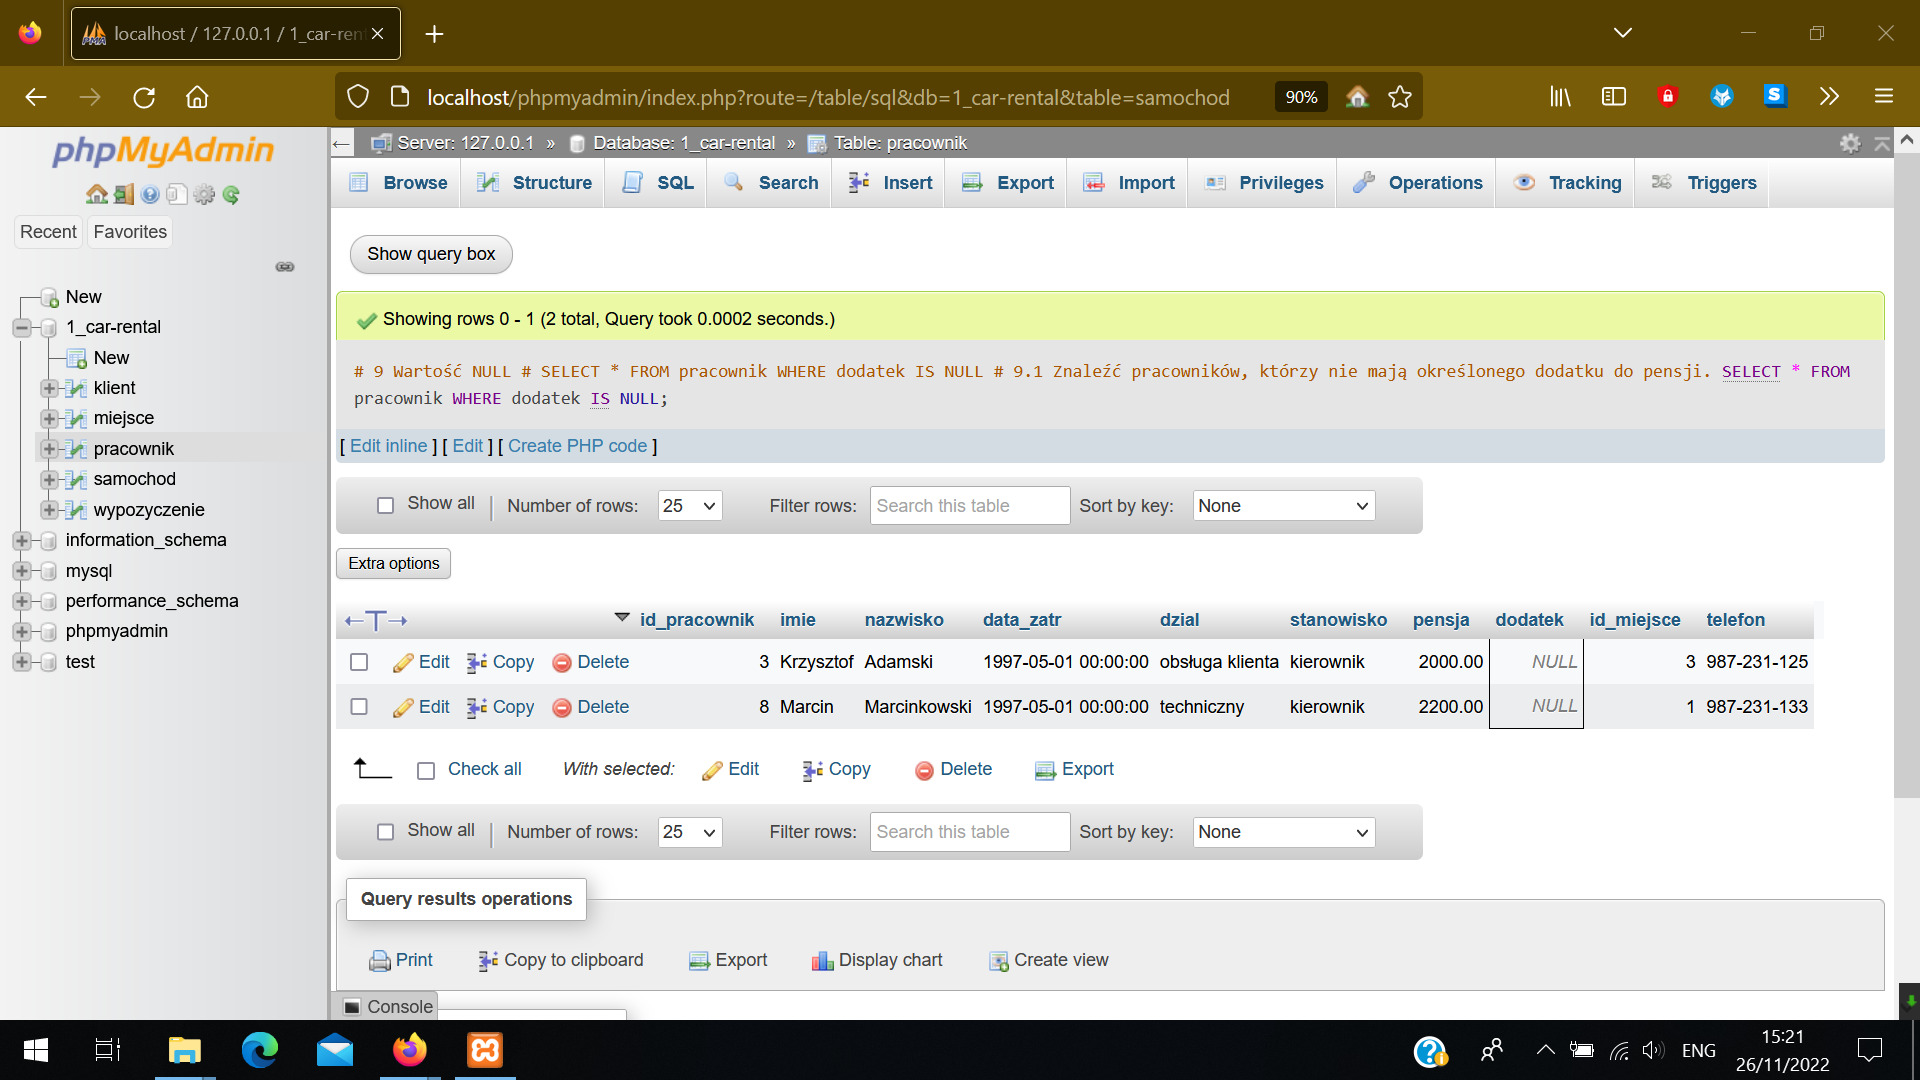 localhost / 127.0.0.1 / 1_car-ren
localhost/phpmyadmin/index.php?route=/table/sql&db=1_car-rental&table=samochod
90%
phpMyAdmin
Recent
Favorites
New
1_car-rental
New
klient
miejsce
pracownik
samochod
wypozyczenie
information_schema
mysql
performance_schema
phpmyadmin
test
Server: 127.0.0.1 » Database: 1_car-rental » Table: pracownik
Browse Structure SQL Search Insert Export Import Privileges Operations Tracking Triggers
Show query box
Showing rows 0 - 1 (2 total, Query took 0.0002 seconds.)
# 9 Wartość NULL # SELECT * FROM pracownik WHERE dodatek IS NULL # 9.1 Znaleźć pracowników, którzy nie mają określonego dodatku do pensji. SELECT * FROM
pracownik WHERE dodatek IS NULL;
[ Edit inline ] [ Edit ] [ Create PHP code ]
Show all | Number of rows: 25 Filter rows: Search this table Sort by key: None
Extra options
id_pracownik imie nazwisko data_zatr dzial stanowisko pensja dodatek id_miejsce telefon
Edit Copy Delete 3 Krzysztof Adamski 1997-05-01 00:00:00 obsługa klienta kierownik 2000.00 NULL 3 987-231-125
Edit Copy Delete 8 Marcin Marcinkowski 1997-05-01 00:00:00 techniczny kierownik 2200.00 NULL 1 987-231-133
Check all With selected: Edit Copy Delete Export
Show all | Number of rows: 25 Filter rows: Search this table Sort by key: None
Query results operations
Print Copy to clipboard Export Display chart Create view
Console
ENG
15:21
26/11/2022